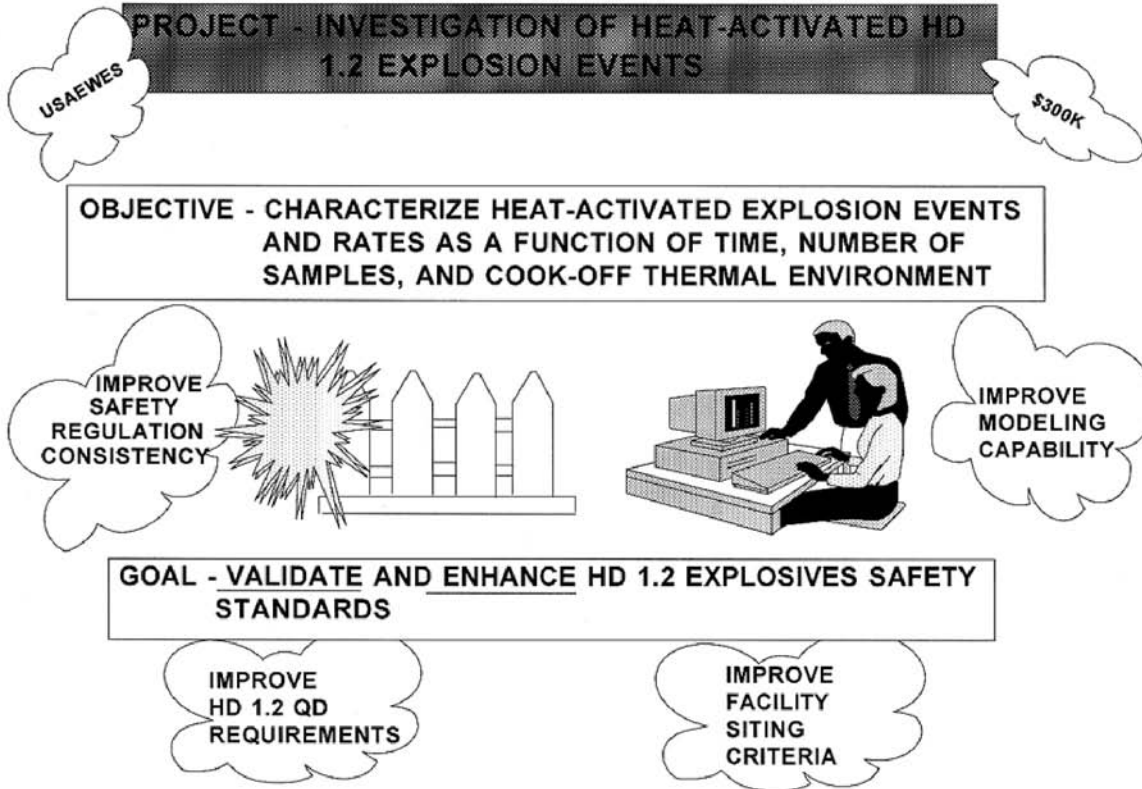 PROJECT - INVESTIGATION OF HEAT-ACTIVATED HD
1.2 EXPLOSION EVENTS
USAEWES
$300K
OBJECTIVE - CHARACTERIZE HEAT-ACTIVATED EXPLOSION EVENTS
AND RATES AS A FUNCTION OF TIME, NUMBER OF
SAMPLES, AND COOK-OFF THERMAL ENVIRONMENT
IMPROVE
SAFETY
REGULATION
CONSISTENCY
IMPROVE
MODELING
CAPABILITY
GOAL - VALIDATE AND ENHANCE HD 1.2 EXPLOSIVES SAFETY
STANDARDS
IMPROVE
HD 1.2 QD
REQUIREMENTS
IMPROVE
FACILITY
SITING
CRITERIA